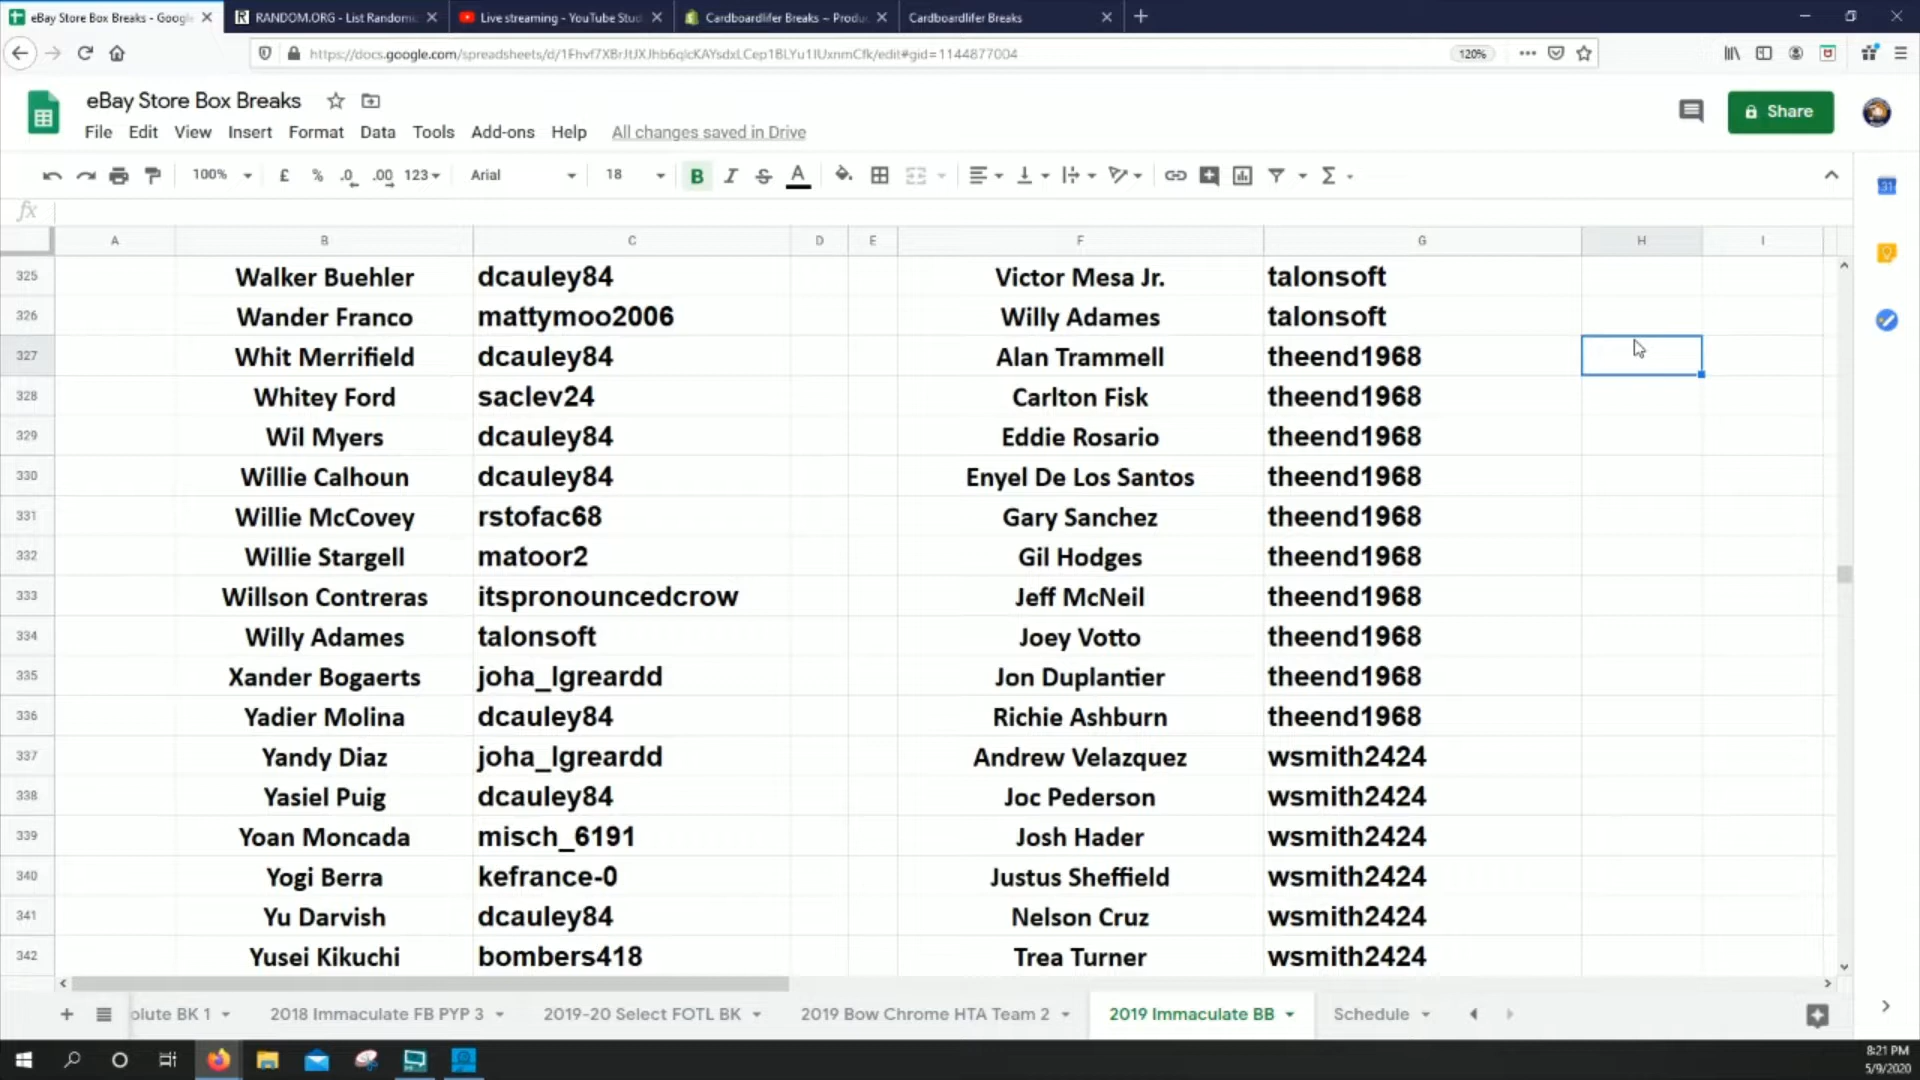 eBay Store Box Breaks - Google
RANDOM.ORG - List Randomi
Live streaming - YouTube Stud
Cardboardlifer Breaks ~ Produ
Cardboardlifer Breaks
120%
eBay Store Box Breaks
Share
File Edit View Insert Format Data Tools Add-ons Help All changes saved in Drive
100% £ % .0 .00 123 Arial 18 B I S A Σ
fx
A B C D E F G H I
325 Walker Buehler dcauley84 Victor Mesa Jr. talonsoft
326 Wander Franco mattymoo2006 Willy Adames talonsoft
327 Whit Merrifield dcauley84 Alan Trammell theend1968
328 Whitey Ford saclev24 Carlton Fisk theend1968
329 Wil Myers dcauley84 Eddie Rosario theend1968
330 Willie Calhoun dcauley84 Enyel De Los Santos theend1968
331 Willie McCovey rstofac68 Gary Sanchez theend1968
332 Willie Stargell matoor2 Gil Hodges theend1968
333 Willson Contreras itspronouncedcrow Jeff McNeil theend1968
334 Willy Adames talonsoft Joey Votto theend1968
335 Xander Bogaerts joha_lgreardd Jon Duplantier theend1968
336 Yadier Molina dcauley84 Richie Ashburn theend1968
337 Yandy Diaz joha_lgreardd Andrew Velazquez wsmith2424
338 Yasiel Puig dcauley84 Joc Pederson wsmith2424
339 Yoan Moncada misch_6191 Josh Hader wsmith2424
340 Yogi Berra kefrance-0 Justus Sheffield wsmith2424
341 Yu Darvish dcauley84 Nelson Cruz wsmith2424
342 Yusei Kikuchi bombers418 Trea Turner wsmith2424
olute BK 1 2018 Immaculate FB PYP 3 2019-20 Select FOTL BK 2019 Bow Chrome HTA Team 2 2019 Immaculate BB Schedule
8:21 PM
5/9/2020